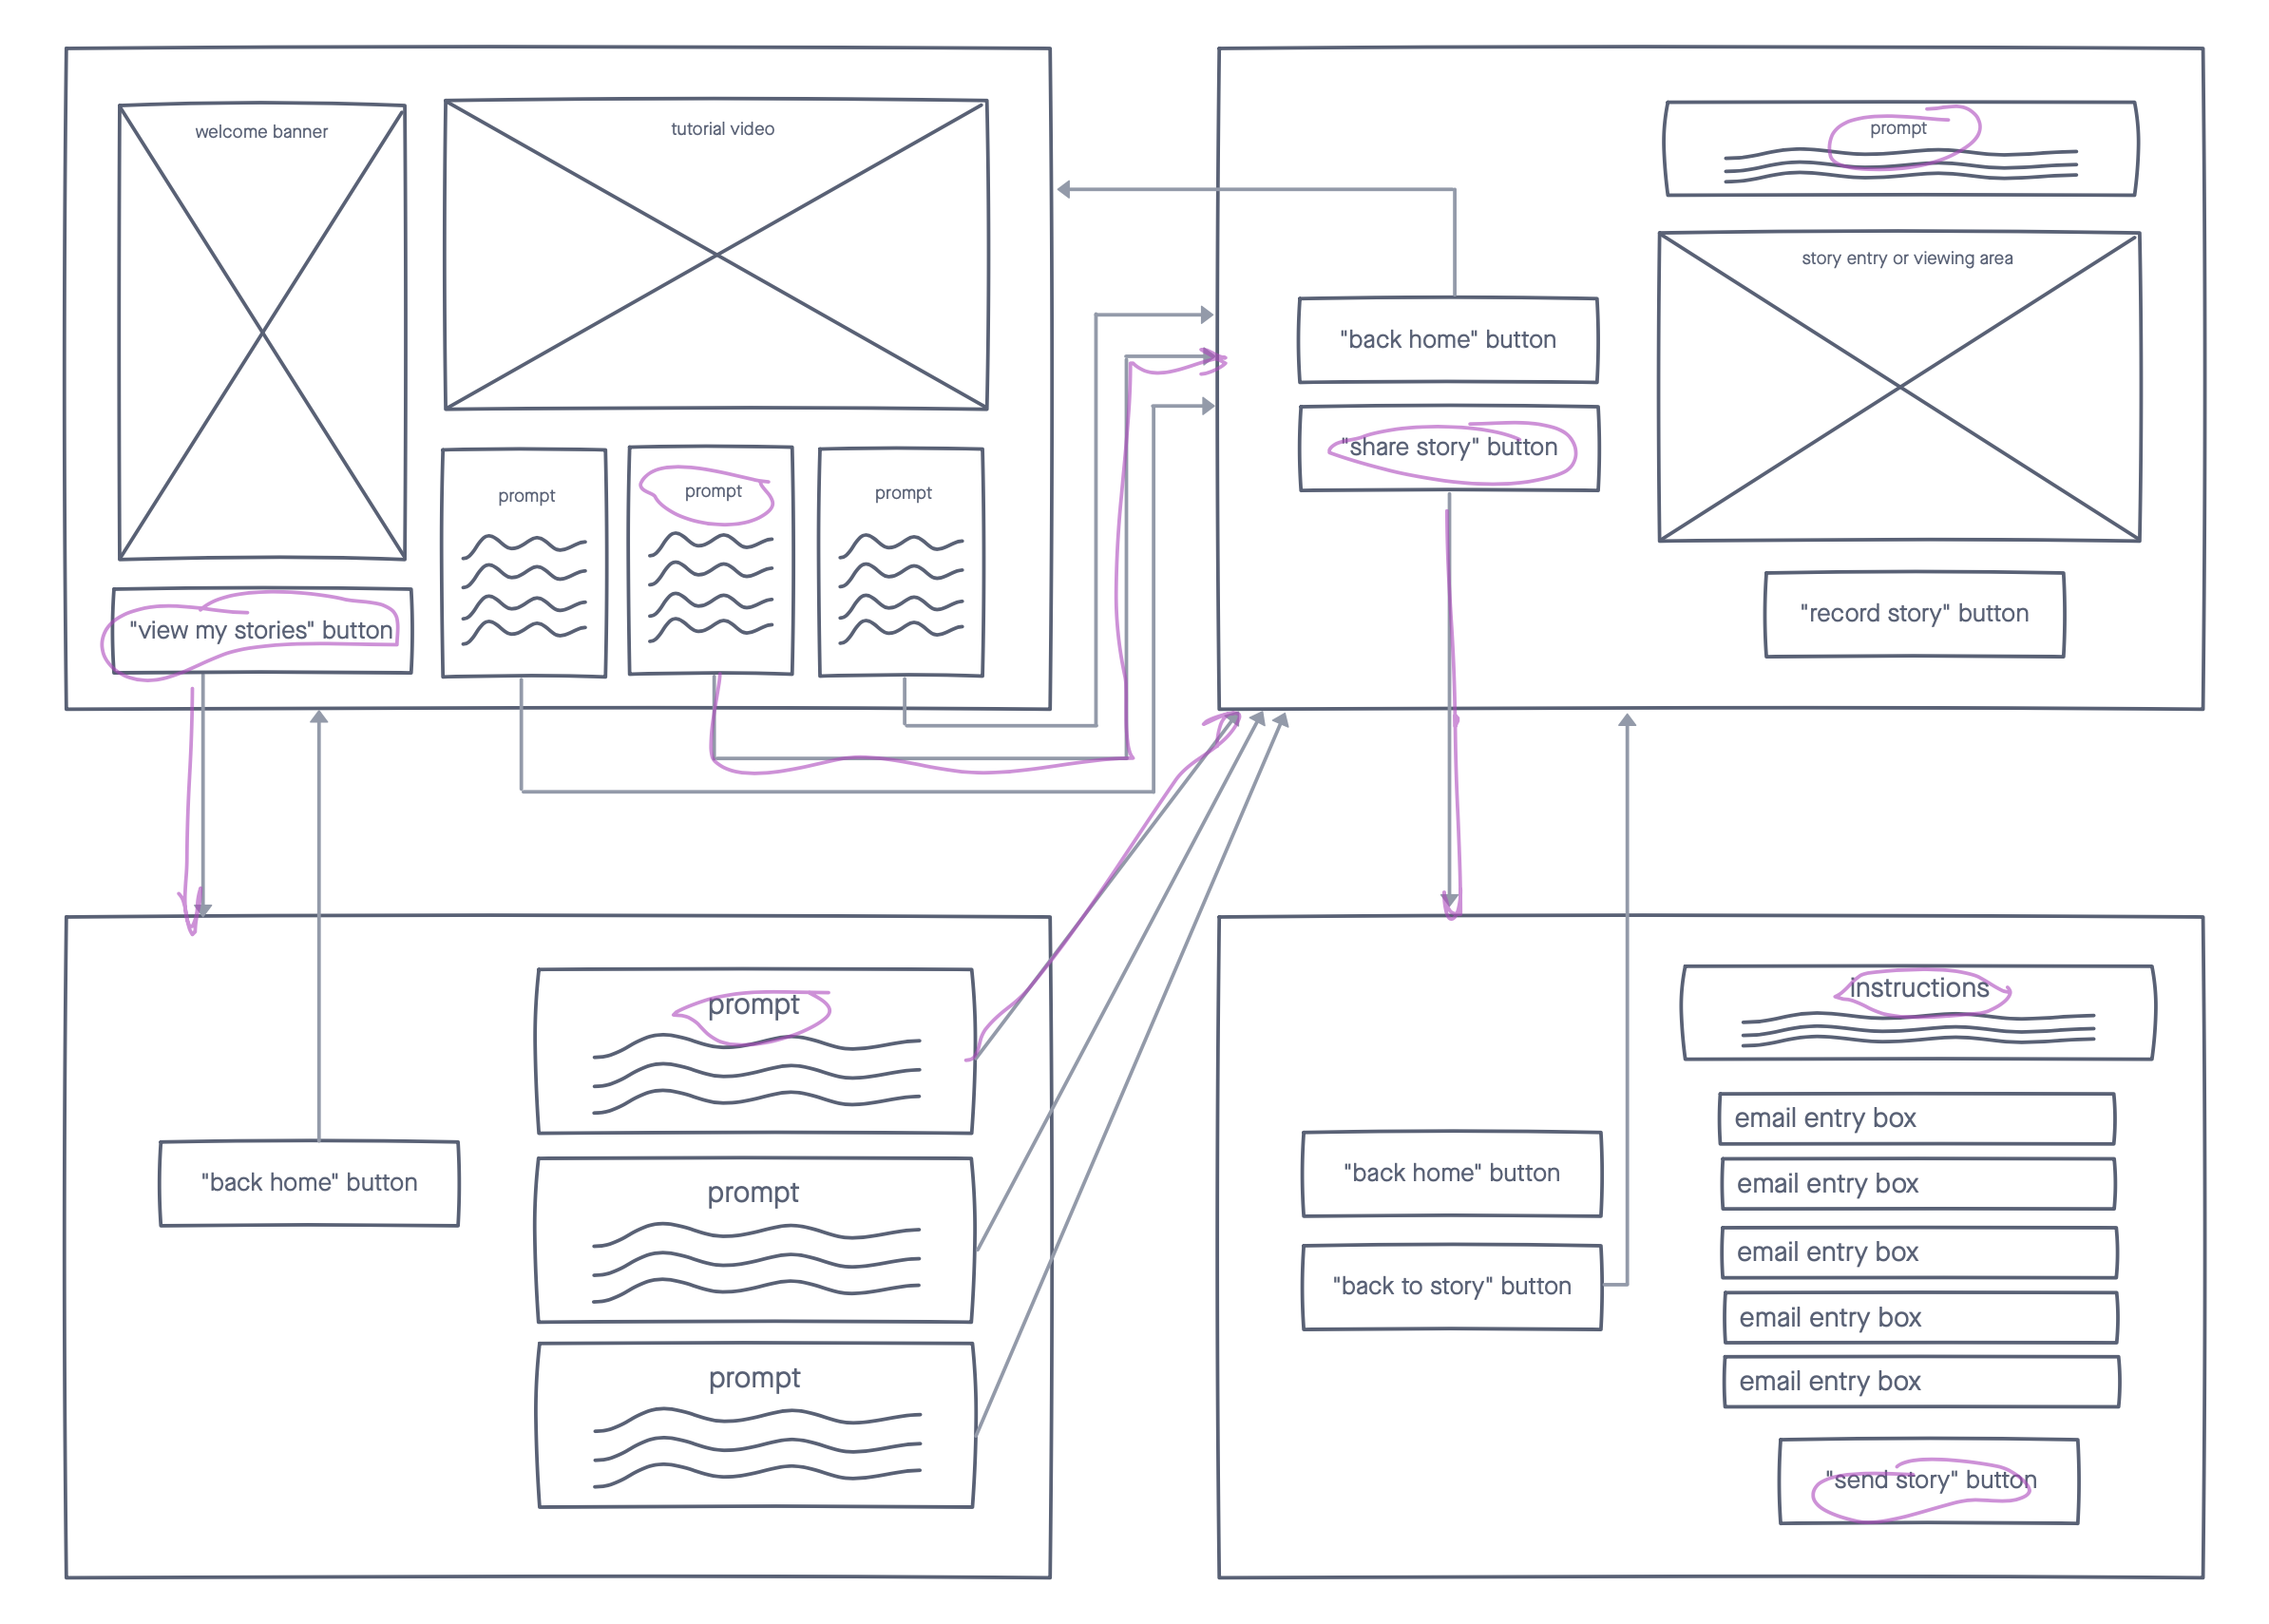 welcome banner
tutorial video
prompt
prompt
prompt
"view my stories" button
prompt
story entry or viewing area
"back home" button
"share story" button
"record story" button
prompt
"back home" button
prompt
prompt
instructions
email entry box
"back home" button
email entry box
email entry box
"back to story" button
email entry box
email entry box
"send story" button